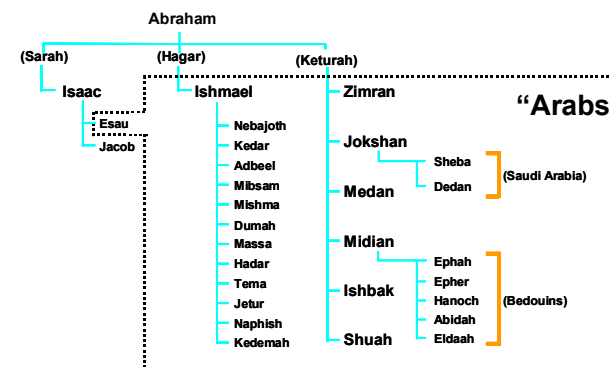 Abraham
(Sarah)
(Hagar)
(Keturah)
Isaac
Ishmael
Zimran
“Arabs
Esau
Jacob
Nebajoth
Kedar
Adbeel
Mibsam
Mishma
Dumah
Massa
Hadar
Tema
Jetur
Naphish
Kedemah
Jokshan
Sheba
Dedan
(Saudi Arabia)
Medan
Midian
Ephah
Epher
Hanoch
Abidah
Eldaah
(Bedouins)
Ishbak
Shuah